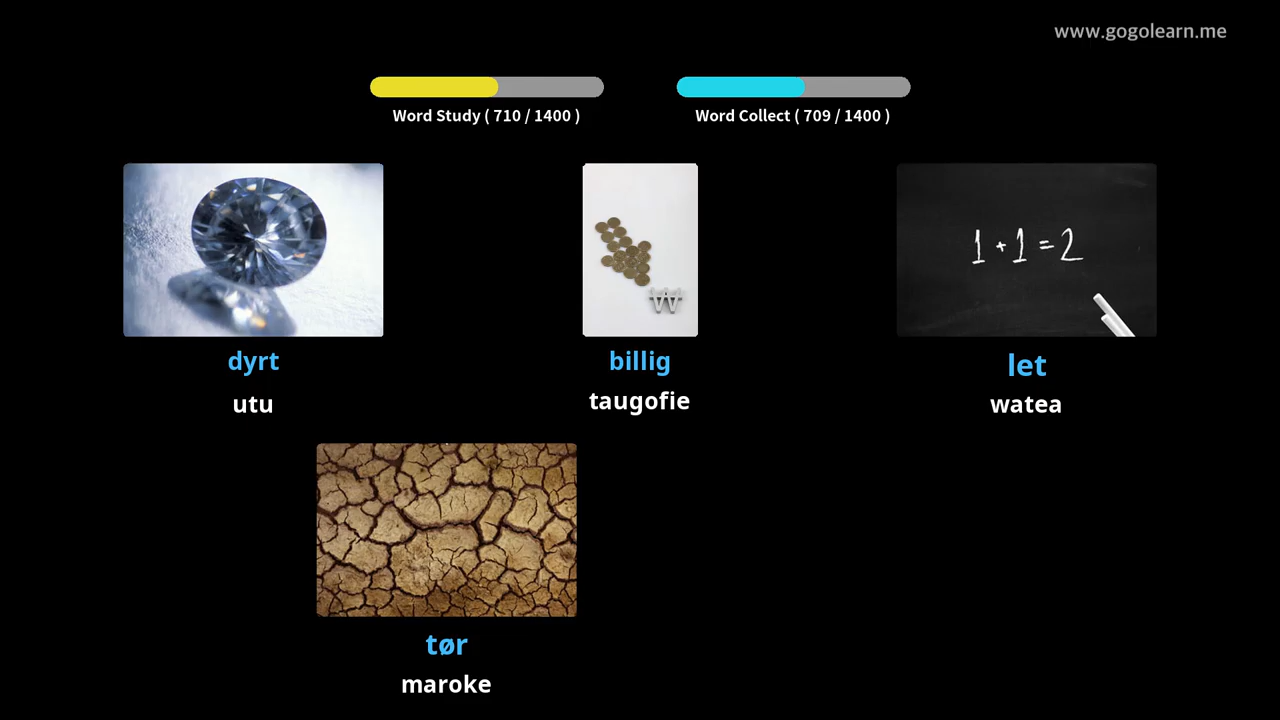 www.gogolearn.me
Word Study ( 710 / 1400 )
Word Collect ( 709 / 1400 )
1 + 1 = 2
₩
dyrt
billig
let
utu
taugofie
watea
tør
maroke